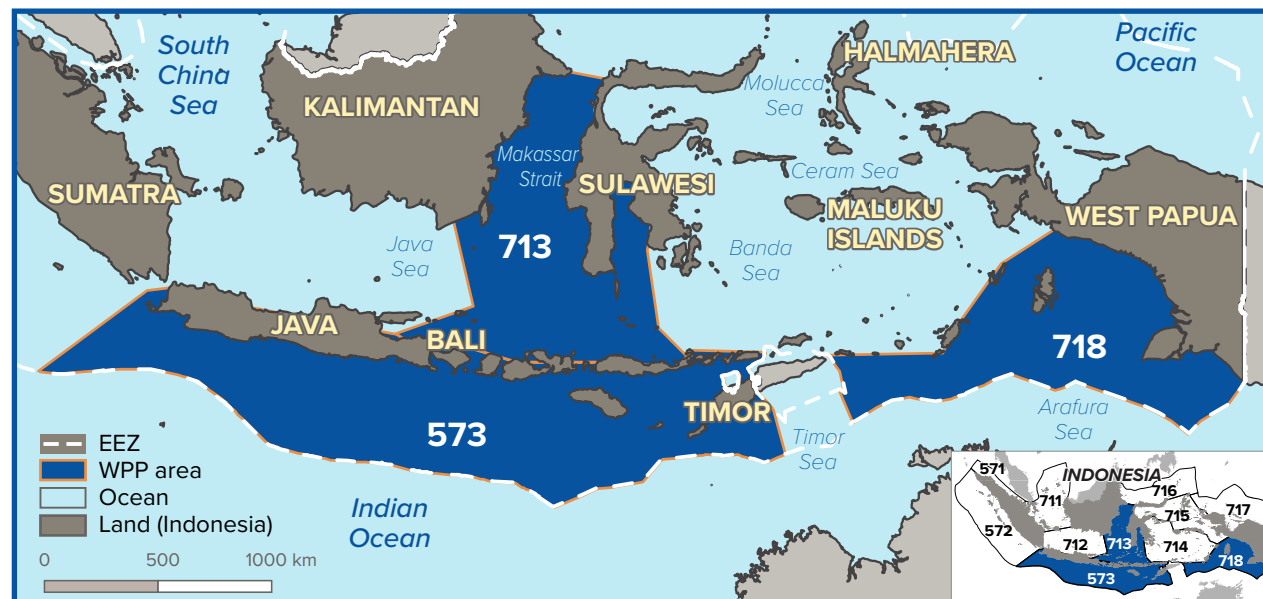 South
China
Sea
Pacific
Ocean
HALMAHERA
Molucca
Sea
KALIMANTAN
Makassar
Strait
SULAWESI
Ceram Sea
SUMATRA
MALUKU
ISLANDS
WEST PAPUA
Java
Sea
713
Banda
Sea
JAVA
BALI
718
TIMOR
573
Timor
Sea
Arafura
Sea
Indian
Ocean
EEZ
WPP area
Ocean
Land (Indonesia)
0 500 1000 km
INDONESIA
571
572
711
712
713
714
715
716
717
718
573